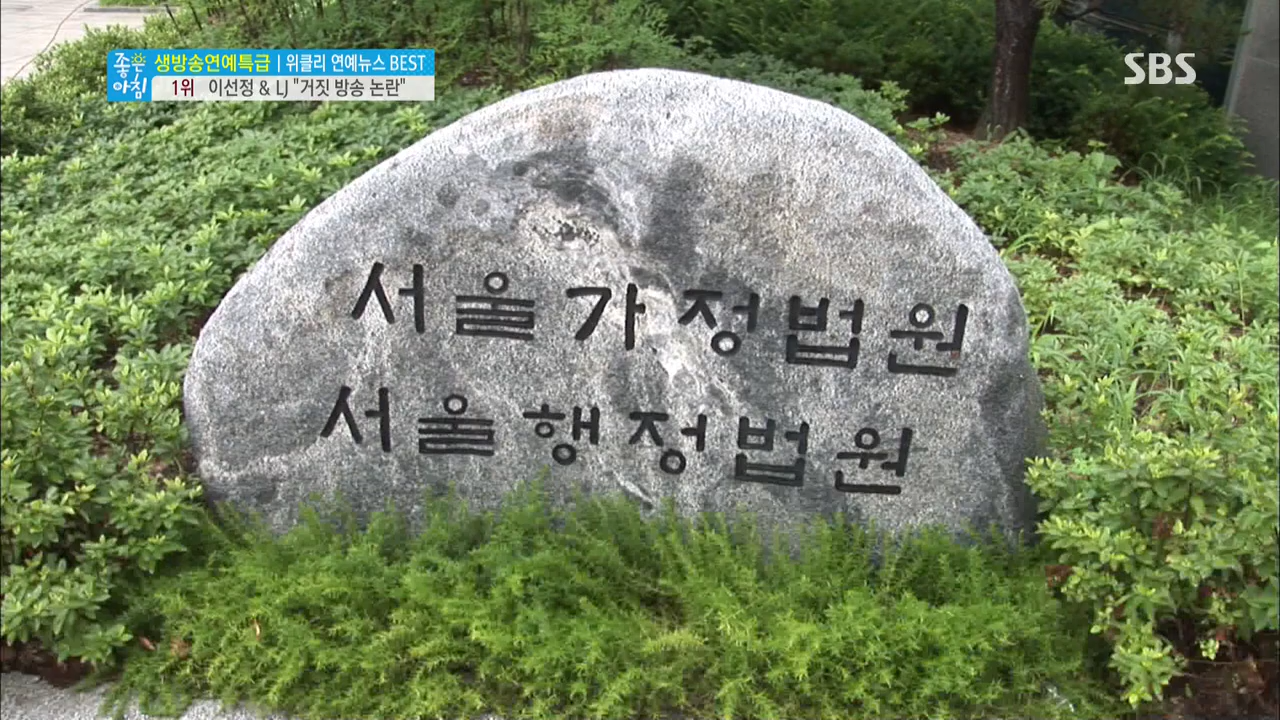 좋은아침
생방송연예특급 | 위클리 연예뉴스 BEST
1위 이선정 & LJ "거짓 방송 논란"
SBS
서울가정법원
서울행정법원